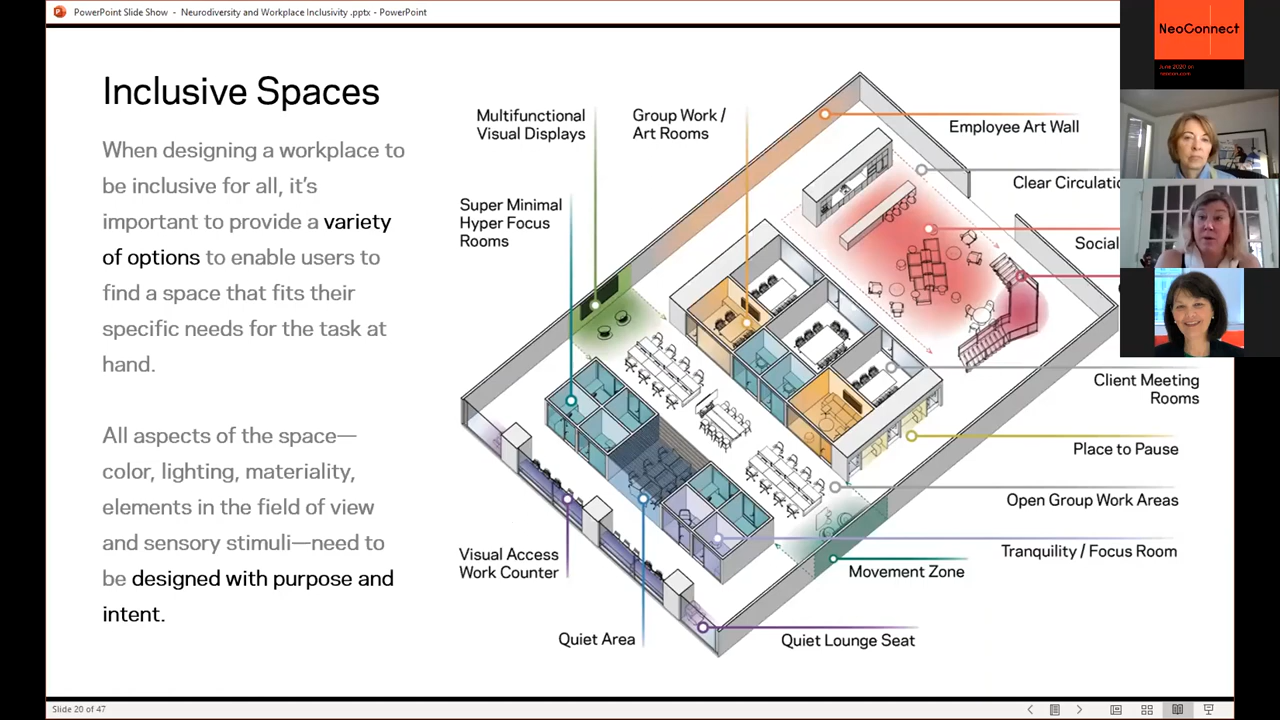 PowerPoint Slide Show - Neurodiversity and Workplace Inclusivity .pptx - PowerPoint
NeoConnect
June 2020 on
neocon.com
Inclusive Spaces
When designing a workplace to
be inclusive for all, it's
important to provide a variety
of options to enable users to
find a space that fits their
specific needs for the task at
hand.
All aspects of the space—
color, lighting, materiality,
elements in the field of view
and sensory stimuli—need to
be designed with purpose and
intent.
Multifunctional
Visual Displays
Group Work /
Art Rooms
Employee Art Wall
Clear Circulatio
Super Minimal
Hyper Focus
Rooms
Social
Client Meeting
Rooms
Place to Pause
Open Group Work Areas
Tranquility / Focus Room
Movement Zone
Visual Access
Work Counter
Quiet Area
Quiet Lounge Seat
Slide 20 of 47